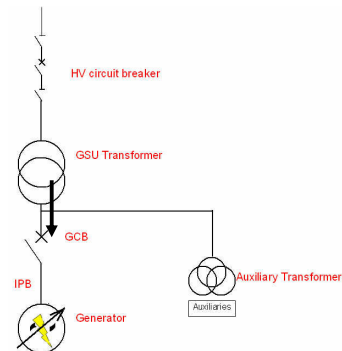 HV circuit breaker
GSU Transformer
GCB
IPB
Auxiliary Transformer
Auxiliaries
Generator